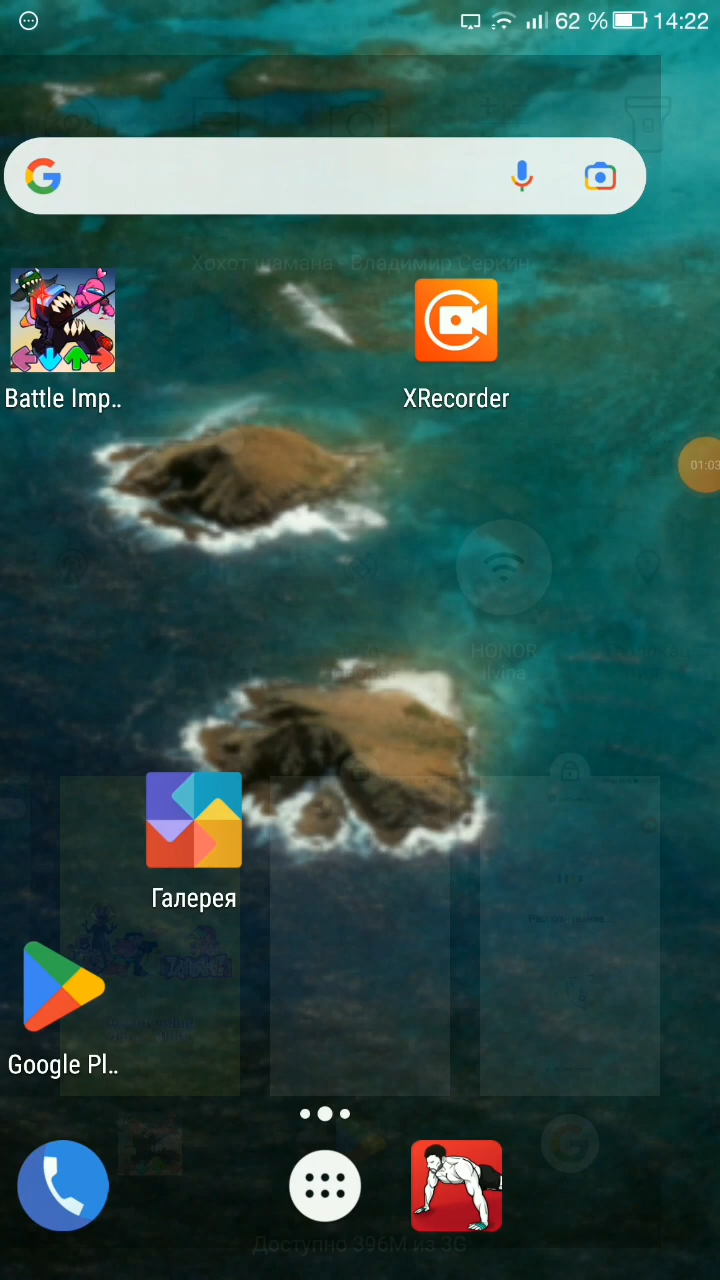 62 % 14:22
Хохот шамана - Владимир Серкин
Battle Imp..
XRecorder
01:03
HONOR
ilvina
Галерея
Google Pl..
Доступно 396M из 3G